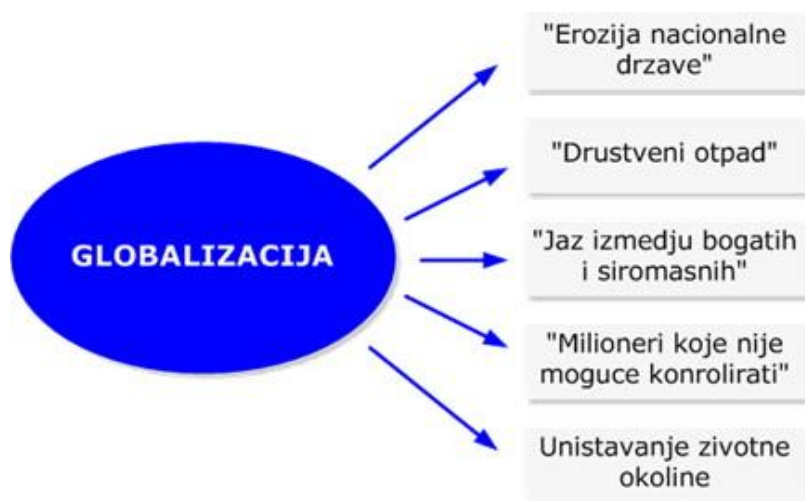 "Erozija nacionalne
drzave"
"Drustveni otpad"
GLOBALIZACIJA
"Jaz izmedju bogatih
i siromasnih"
"Milioneri koje nije
moguce konrolirati"
Unistavanje zivotne
okoline